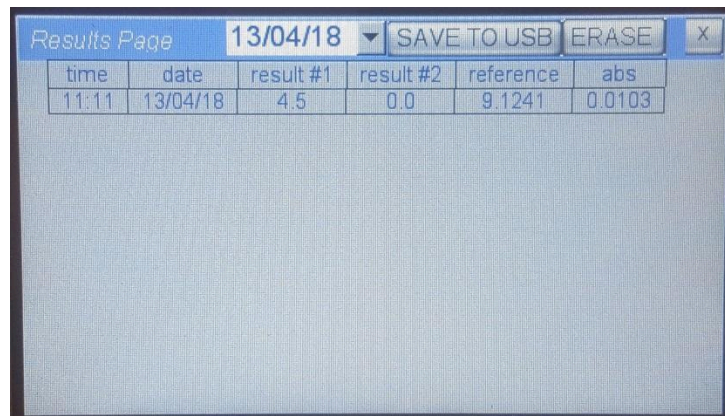 Results Page 13/04/18 SAVE TO USB ERASE X
time date result #1 result #2 reference abs
11:11 13/04/18 4.5 0.0 9.1241 0.0103